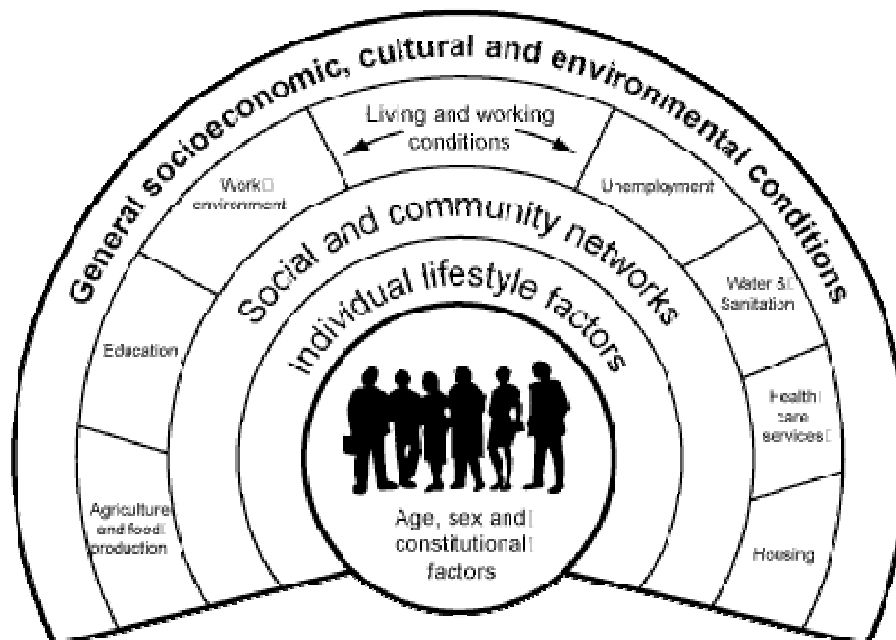 General socioeconomic, cultural and environmental conditions
Living and working
conditions
Work
environment
Unemployment
Education
Water &
Sanitation
Agriculture
and food
production
Health
care
services
Housing
Social and community networks
individual lifestyle factors
Age, sex and
constitutional
factors